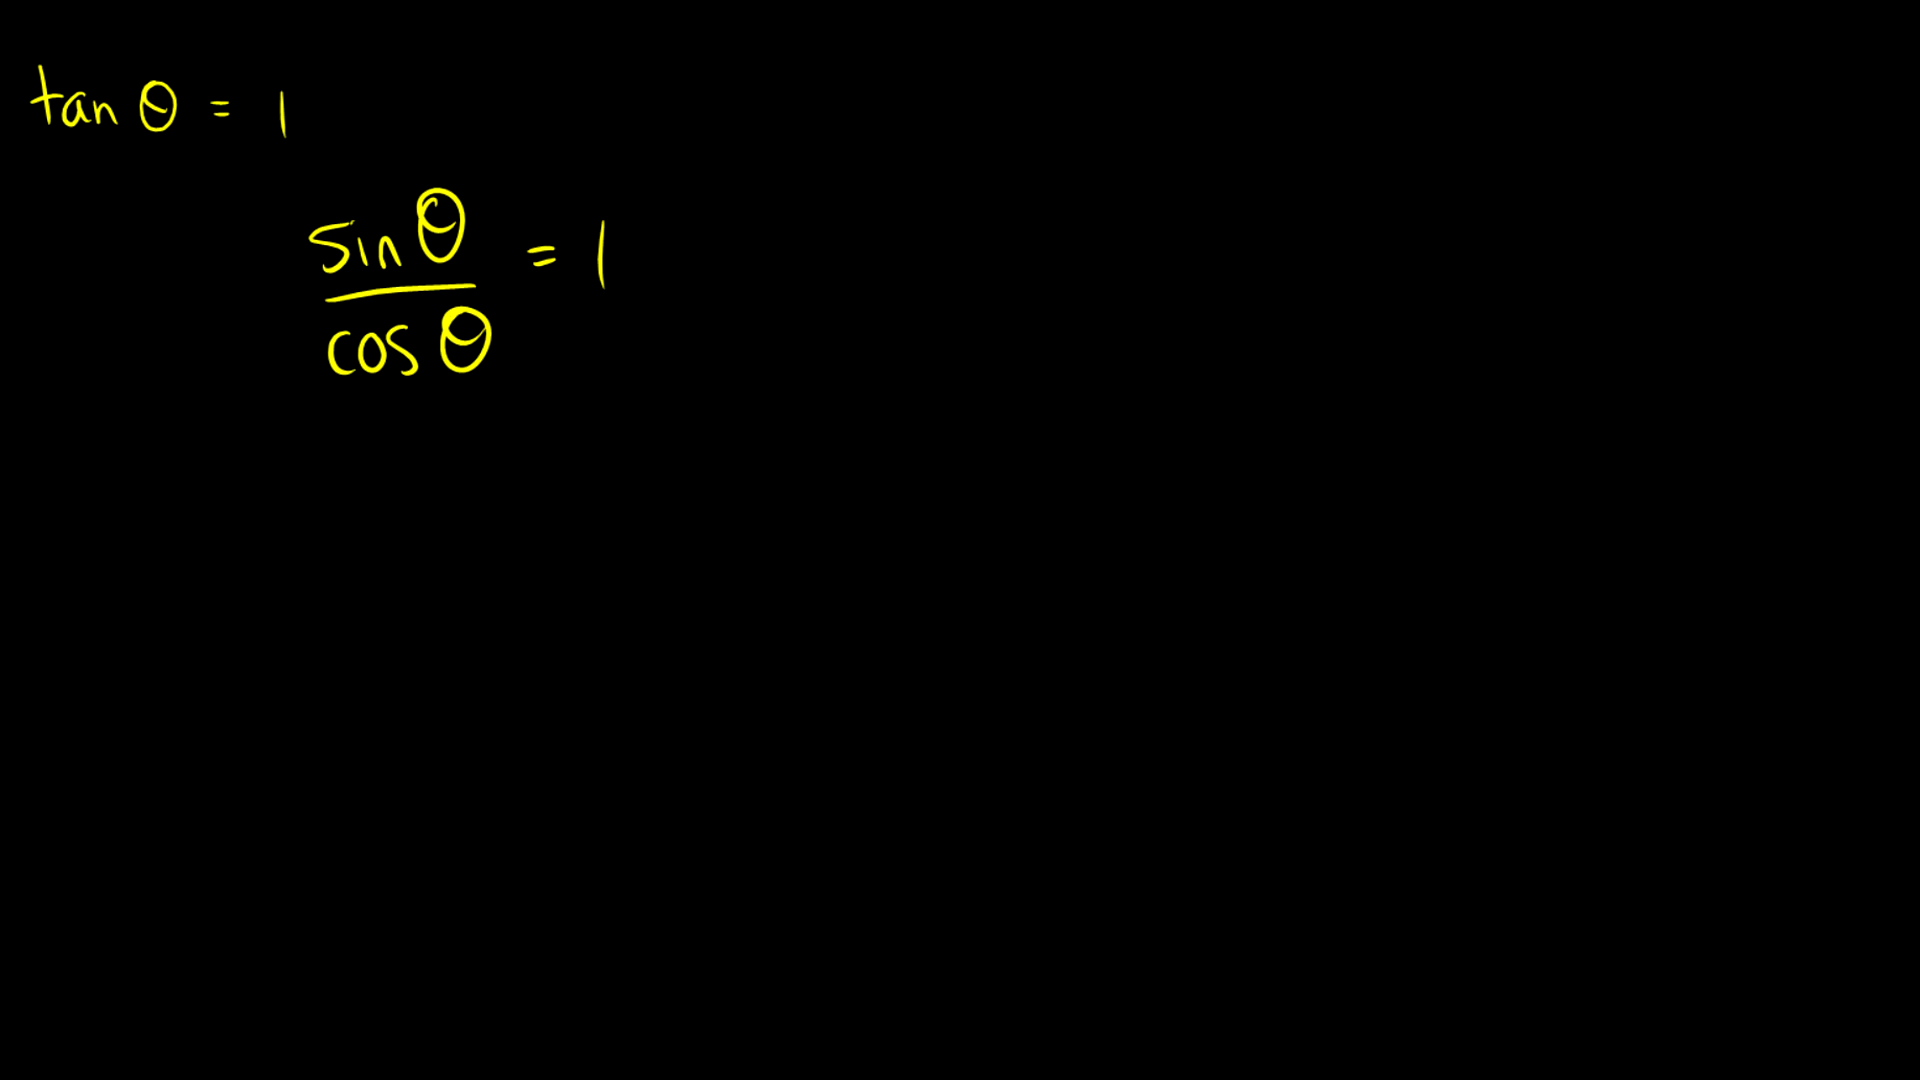 tan θ = 1
sin θ / cos θ = 1